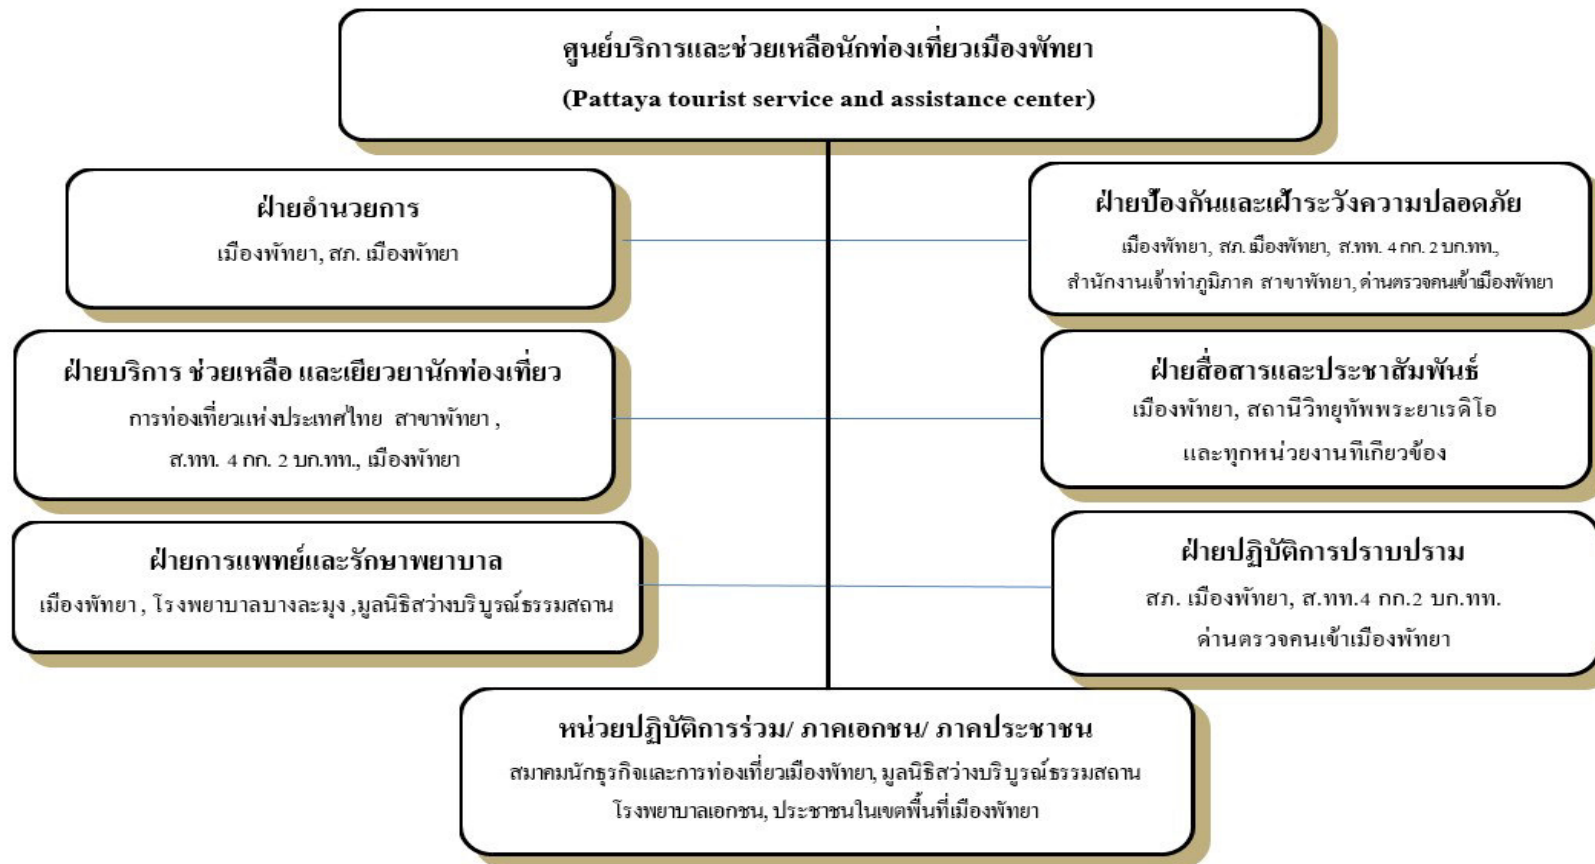 ศูนย์บริการและช่วยเหลือนักท่องเที่ยวเมืองพัทยา
(Pattaya tourist service and assistance center)
ฝ่ายอำนวยการ
เมืองพัทยา, สภ. เมืองพัทยา
ฝ่ายป้องกันและเฝ้าระวังความปลอดภัย
เมืองพัทยา, สภ.เมืองพัทยา, ส.ทท. 4 กก. 2 บก.ทท.,
สำนักงานเจ้าท่าภูมิภาค สาขาพัทยา, ด่านตรวจคนเข้าเมืองพัทยา
ฝ่ายบริการ ช่วยเหลือ และเยียวยานักท่องเที่ยว
การท่องเที่ยวแห่งประเทศไทย สาขาพัทยา ,
ส.ทท. 4 กก. 2 บก.ทท., เมืองพัทยา
ฝ่ายสื่อสารและประชาสัมพันธ์
เมืองพัทยา, สถานีวิทยุทัพพระยาเรดิโอ
และทุกหน่วยงานทีเกียวข้อง
ฝ่ายการแพทย์และรักษาพยาบาล
เมืองพัทยา , โรงพยาบาลบางละมุง ,มูลนิธิสว่างบริบูรณ์ธรรมสถาน
ฝ่ายปฏิบัติการปราบปราม
สภ. เมืองพัทยา, ส.ทท.4 กก.2 บก.ทท.
ด่านตรวจคนเข้าเมืองพัทยา
หน่วยปฏิบัติการร่วม/ ภาคเอกชน/ ภาคประชาชน
สมาคมนักธุรกิจและการท่องเที่ยวเมืองพัทยา, มูลนิธิสว่างบริบูรณ์ธรรมสถาน
โรงพยาบาลเอกชน, ประชาชนในเขตพื้นที่เมืองพัทยา